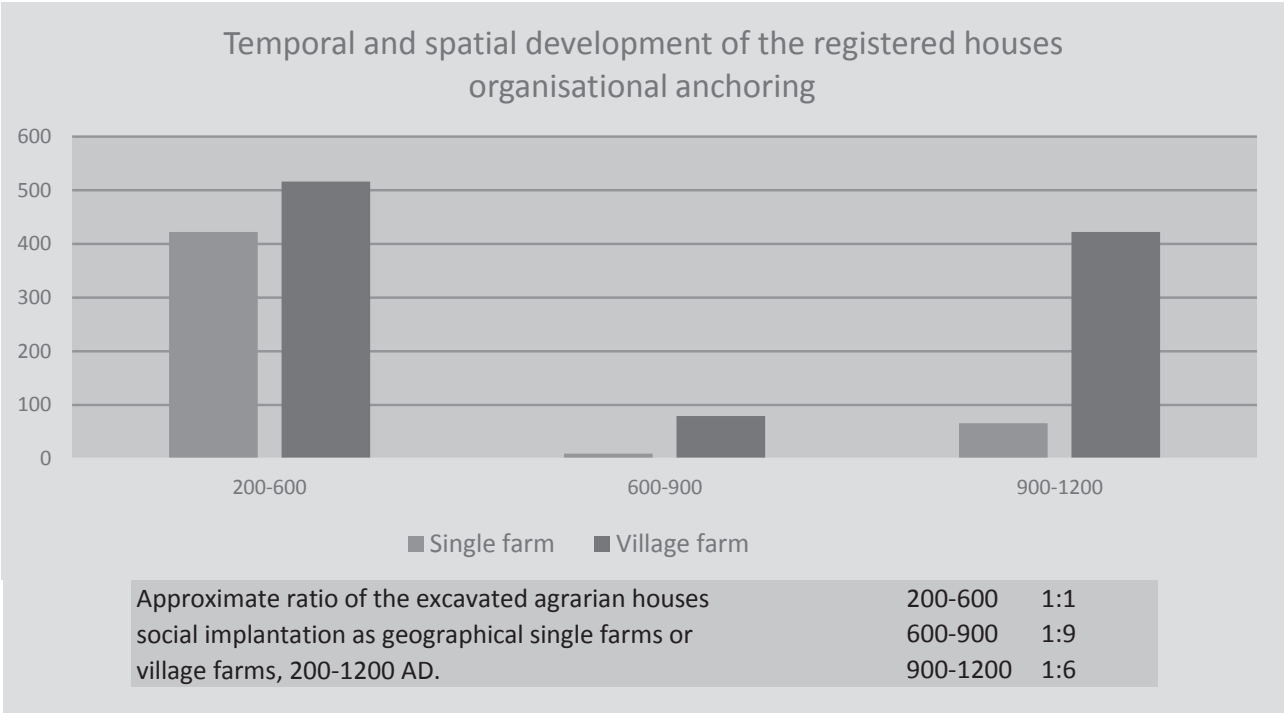 Temporal and spatial development of the registered houses
organisational anchoring
600
500
400
300
200
100
0
200-600 600-900 900-1200
Single farm Village farm
Approximate ratio of the excavated agrarian houses 200-600 1:1
social implantation as geographical single farms or 600-900 1:9
village farms, 200-1200 AD. 900-1200 1:6